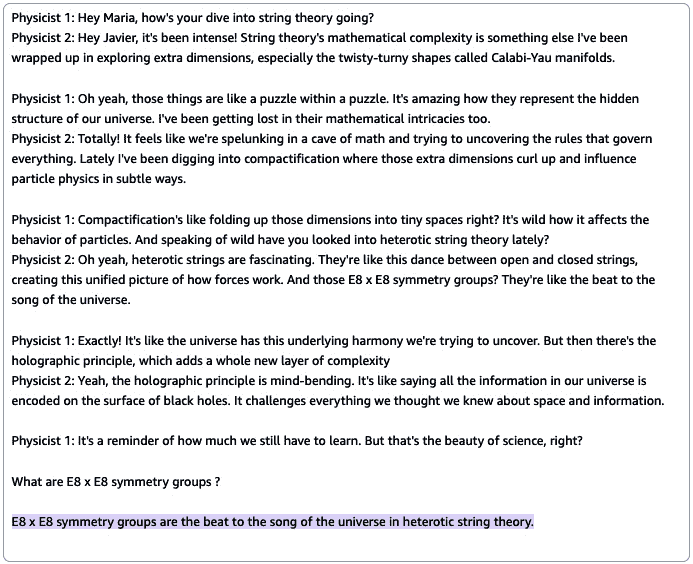 Physicist 1: Hey Maria, how's your dive into string theory going?
Physicist 2: Hey Javier, it's been intense! String theory's mathematical complexity is something else I've been
wrapped up in exploring extra dimensions, especially the twisty-turny shapes called Calabi-Yau manifolds.

Physicist 1: Oh yeah, those things are like a puzzle within a puzzle. It's amazing how they represent the hidden
structure of our universe. I've been getting lost in their mathematical intricacies too.
Physicist 2: Totally! It feels like we're spelunking in a cave of math and trying to uncovering the rules that govern
everything. Lately I've been digging into compactification where those extra dimensions curl up and influence
particle physics in subtle ways.

Physicist 1: Compactification's like folding up those dimensions into tiny spaces right? It's wild how it affects the
behavior of particles. And speaking of wild have you looked into heterotic string theory lately?
Physicist 2: Oh yeah, heterotic strings are fascinating. They're like this dance between open and closed strings,
creating this unified picture of how forces work. And those E8 x E8 symmetry groups? They're like the beat to the
song of the universe.

Physicist 1: Exactly! It's like the universe has this underlying harmony we're trying to uncover. But then there's the
holographic principle, which adds a whole new layer of complexity
Physicist 2: Yeah, the holographic principle is mind-bending. It's like saying all the information in our universe is
encoded on the surface of black holes. It challenges everything we thought we knew about space and information.

Physicist 1: It's a reminder of how much we still have to learn. But that's the beauty of science, right?

What are E8 x E8 symmetry groups ?

E8 x E8 symmetry groups are the beat to the song of the universe in heterotic string theory.